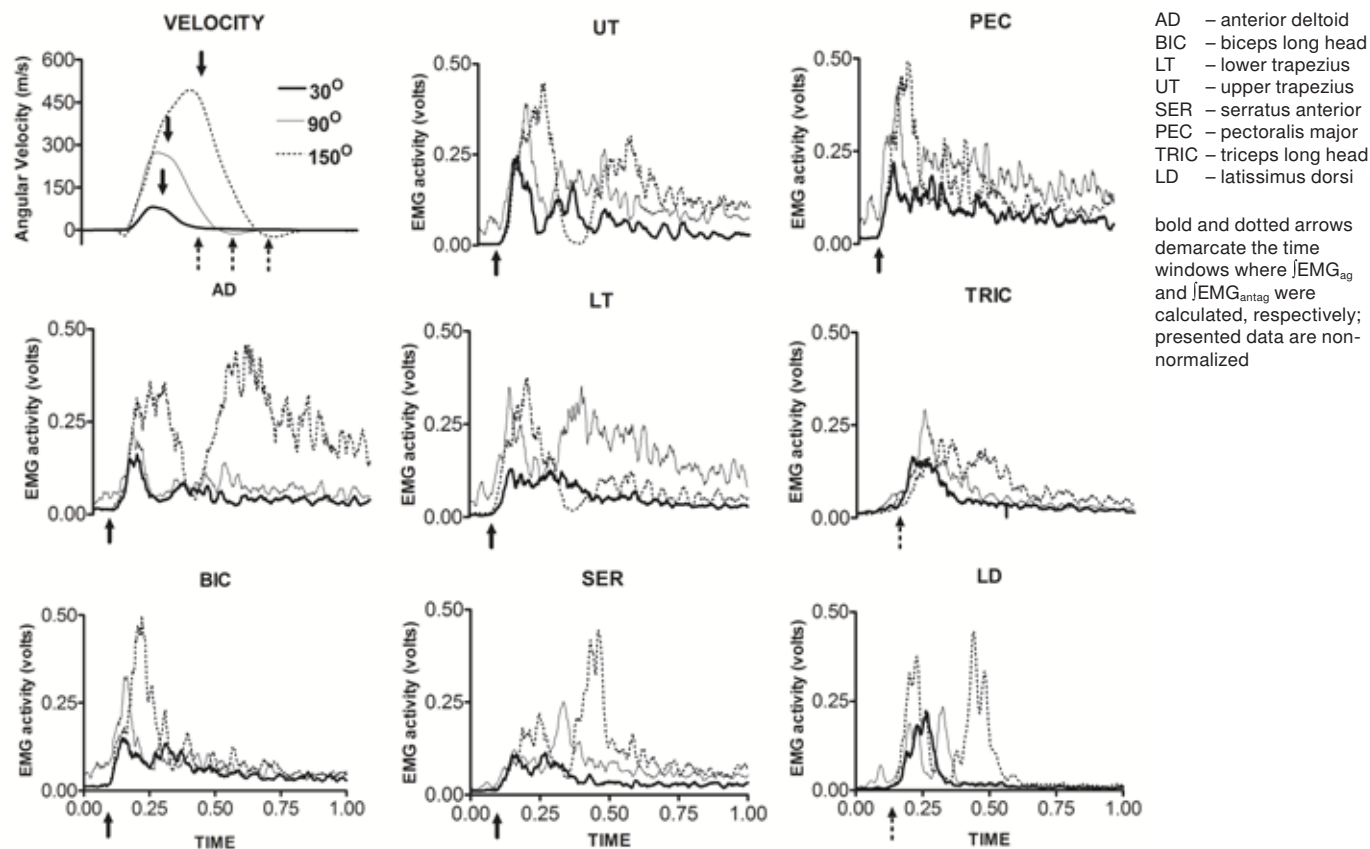 VELOCITY
Angular Velocity (m/s)
600
450
300
150
0
30O
90O
150O
UT
EMG activity (volts)
0.50
0.25
0.00
PEC
EMG activity (volts)
0.50
0.25
0.00
AD – anterior deltoid
BIC – biceps long head
LT – lower trapezius
UT – upper trapezius
SER – serratus anterior
PEC – pectoralis major
TRIC – triceps long head
LD – latissimus dorsi
bold and dotted arrows
demarcate the time
windows where ∫EMGag
and ∫EMGantag were
calculated, respectively;
presented data are non-
normalized
AD
EMG activity (volts)
0.50
0.25
0.00
LT
EMG activity (volts)
0.50
0.25
0.00
TRIC
EMG activity (volts)
0.50
0.25
0.00
BIC
EMG activity (volts)
0.50
0.25
0.00
0.00 0.25 0.50 0.75 1.00
TIME
SER
EMG activity (volts)
0.50
0.25
0.00
0.00 0.25 0.50 0.75 1.00
TIME
LD
EMG activity (volts)
0.50
0.25
0.00
0.00 0.25 0.50 0.75 1.00
TIME